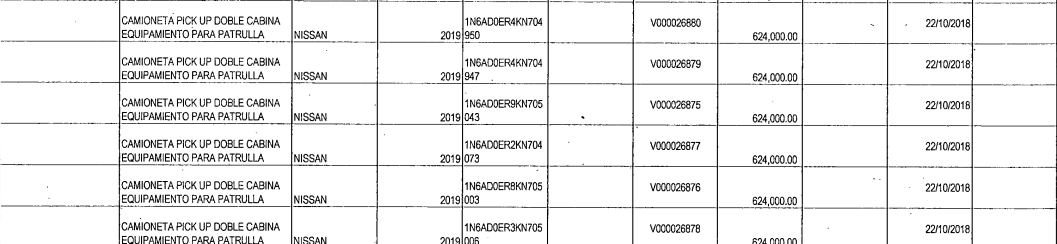 CAMIONETA PICK UP DOBLE CABINA 1N6AD0ER4KN704 V000026880 22/10/2018
EQUIPAMIENTO PARA PATRULLA NISSAN 2019 950 624,000.00
CAMIONETA PICK UP DOBLE CABINA 1N6AD0ER4KN704 V000026879 22/10/2018
EQUIPAMIENTO PARA PATRULLA NISSAN 2019 947 624,000.00
CAMIONETA PICK UP DOBLE CABINA 1N6AD0ER9KN705 V000026875 22/10/2018
EQUIPAMIENTO PARA PATRULLA NISSAN 2019 043 624,000.00
CAMIONETA PICK UP DOBLE CABINA 1N6AD0ER2KN704 V000026877 22/10/2018
EQUIPAMIENTO PARA PATRULLA NISSAN 2019 073 624,000.00
CAMIONETA PICK UP DOBLE CABINA 1N6AD0ER8KN705 V000026876 22/10/2018
EQUIPAMIENTO PARA PATRULLA NISSAN 2019 003 624,000.00
CAMIONETA PICK UP DOBLE CABINA 1N6AD0ER3KN705 V000026878 22/10/2018
EQUIPAMIENTO PARA PATRULLA NISSAN 2019 006 624,000.00